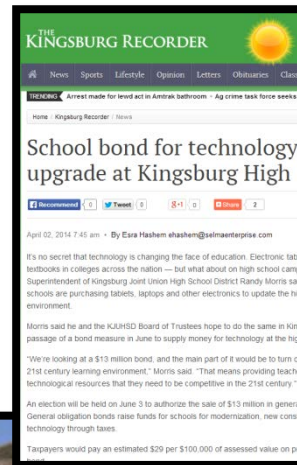 THE
KINGSBURG RECORDER
News Sports Lifestyle Opinion Letters Obituaries Class
TRENDING Arrest made for lewd act in Amtrak bathroom - Ag crime task force seeks
Home / Kingsburg Recorder / News
School bond for technology
upgrade at Kingsburg High
Recommend 0 Tweet 0 g+1 0 Share 2
April 02, 2014 7:45 am • By Esra Hashem ehashem@selmaenterprise.com
It's no secret that technology is changing the face of education. Electronic tab
textbooks in colleges across the nation — but what about on high school camp
Superintendent of Kingsburg Joint Union High School District Randy Morris sa
schools are purchasing tablets, laptops and other electronics to update the hi
environment.
Morris said he and the KJUHSD Board of Trustees hope to do the same in Kin
passage of a bond measure in June to supply money for technology at the hig
"We're looking at a $13 million bond, and the main part of it would be to turn c
21st century learning environment," Morris said. "That means providing teach
technological resources that they need to be competitive in the 21st century."
An election will be held on June 3 to authorize the sale of $13 million in genera
General obligation bonds raise funds for schools for modernization, new cons
technology through taxes.
Taxpayers would pay an estimated $29 per $100,000 of assessed value on p